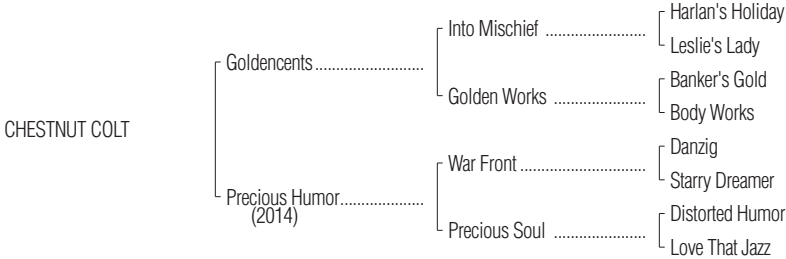 Harlan's Holiday
Into Mischief ........................
Leslie's Lady
Goldencents..........................
Banker's Gold
Golden Works ......................
Body Works
CHESTNUT COLT
Danzig
War Front ..............................
Starry Dreamer
Precious Humor....................
(2014)
Distorted Humor
Precious Soul ......................
Love That Jazz